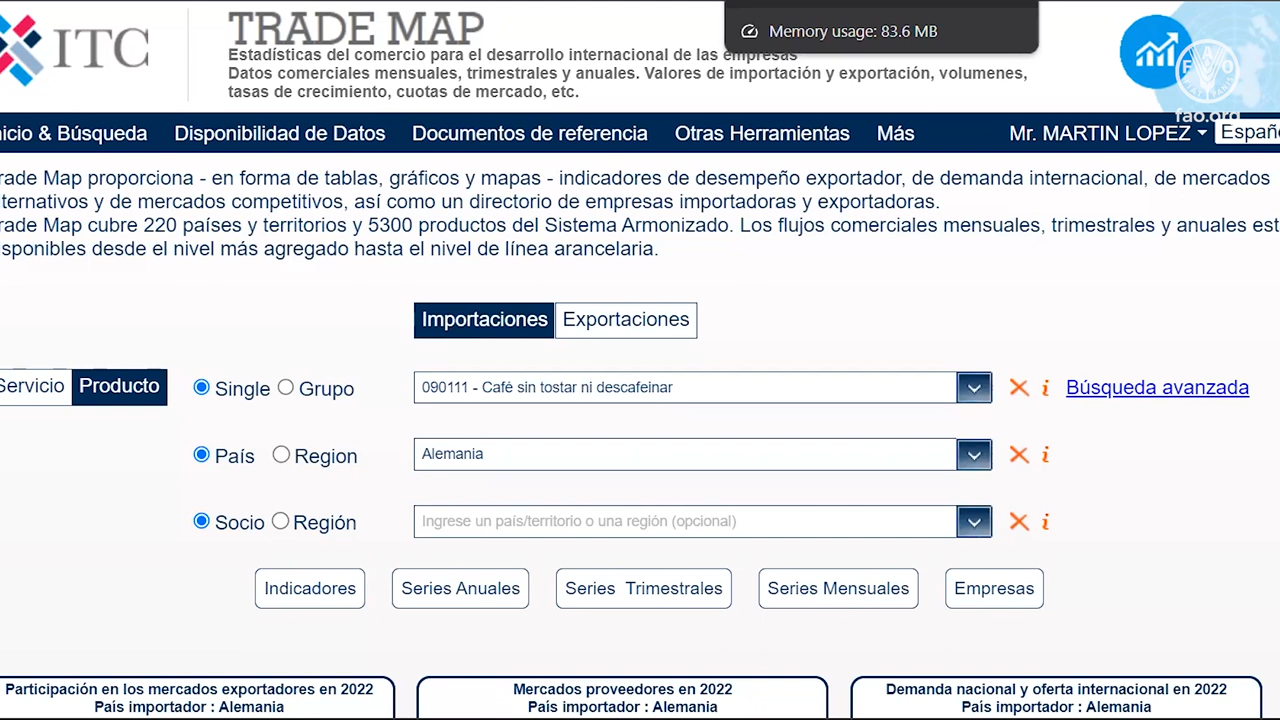 ITC
TRADE MAP
Estadísticas del comercio para el desarrollo internacional de las empresas
Datos comerciales mensuales, trimestrales y anuales. Valores de importación y exportación, volumenes,
tasas de crecimiento, cuotas de mercado, etc.
Memory usage: 83.6 MB
FAO
fao.org
nicio & Búsqueda Disponibilidad de Datos Documentos de referencia Otras Herramientas Más Mr. MARTIN LOPEZ Españo
rade Map proporciona - en forma de tablas, gráficos y mapas - indicadores de desempeño exportador, de demanda internacional, de mercados
ternativos y de mercados competitivos, así como un directorio de empresas importadoras y exportadoras.
rade Map cubre 220 países y territorios y 5300 productos del Sistema Armonizado. Los flujos comerciales mensuales, trimestrales y anuales est
sponibles desde el nivel más agregado hasta el nivel de línea arancelaria.
Importaciones Exportaciones
Servicio Producto Single Grupo 090111 - Café sin tostar ni descafeinar i Búsqueda avanzada
País Region Alemania i
Socio Región Ingrese un país/territorio o una región (opcional) i
Indicadores Series Anuales Series Trimestrales Series Mensuales Empresas
Participación en los mercados exportadores en 2022
País importador : Alemania
Mercados proveedores en 2022
País importador : Alemania
Demanda nacional y oferta internacional en 2022
País importador : Alemania